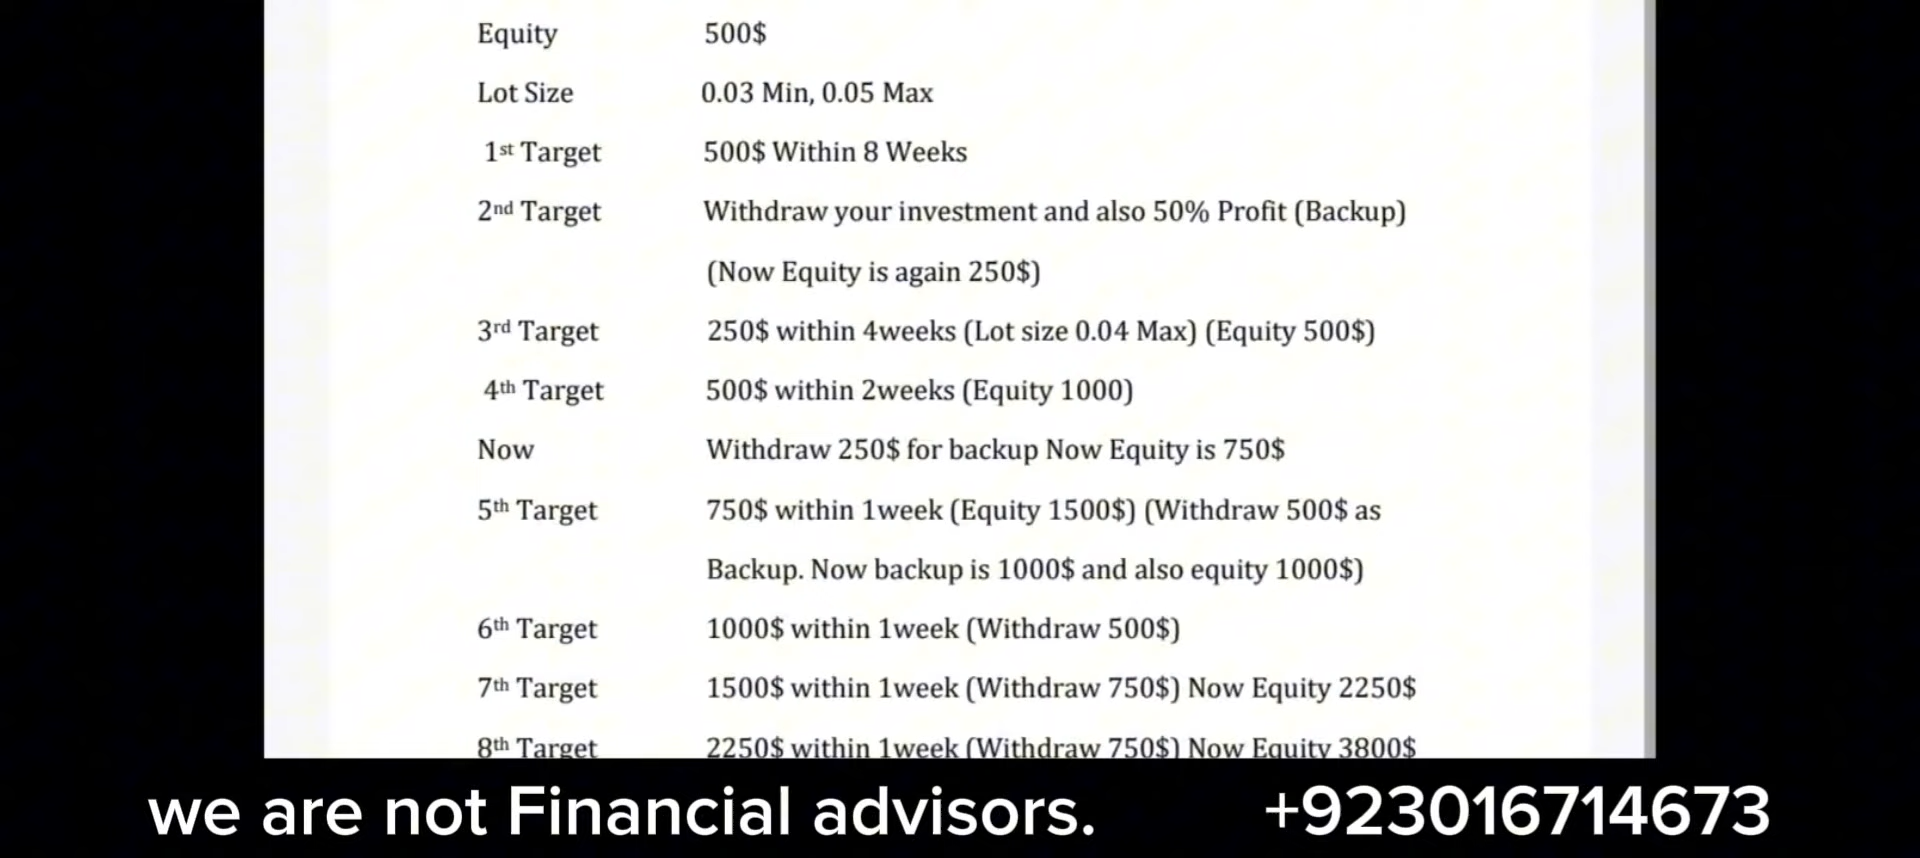 Equity 500$
Lot Size 0.03 Min, 0.05 Max
1st Target 500$ Within 8 Weeks
2nd Target Withdraw your investment and also 50% Profit (Backup)
(Now Equity is again 250$)
3rd Target 250$ within 4weeks (Lot size 0.04 Max) (Equity 500$)
4th Target 500$ within 2weeks (Equity 1000)
Now Withdraw 250$ for backup Now Equity is 750$
5th Target 750$ within 1week (Equity 1500$) (Withdraw 500$ as
Backup. Now backup is 1000$ and also equity 1000$)
6th Target 1000$ within 1week (Withdraw 500$)
7th Target 1500$ within 1week (Withdraw 750$) Now Equity 2250$
8th Target 2250$ within 1week (Withdraw 750$) Now Equity 3800$
we are not Financial advisors. +923016714673